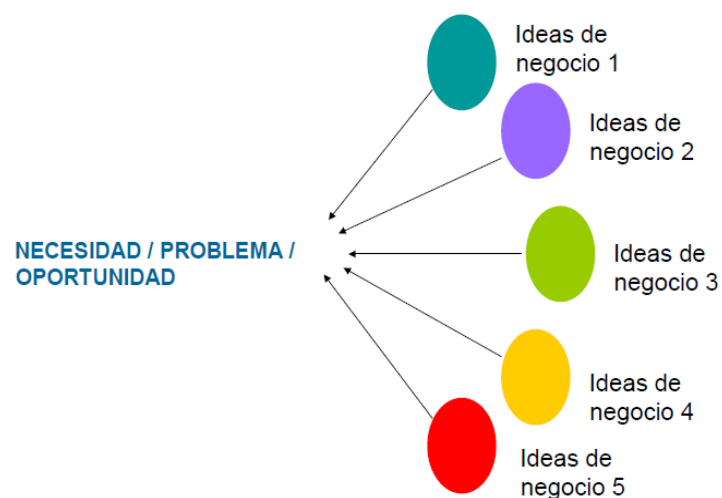 Ideas de
negocio 1
Ideas de
negocio 2
NECESIDAD / PROBLEMA /
OPORTUNIDAD
Ideas de
negocio 3
Ideas de
negocio 4
Ideas de
negocio 5